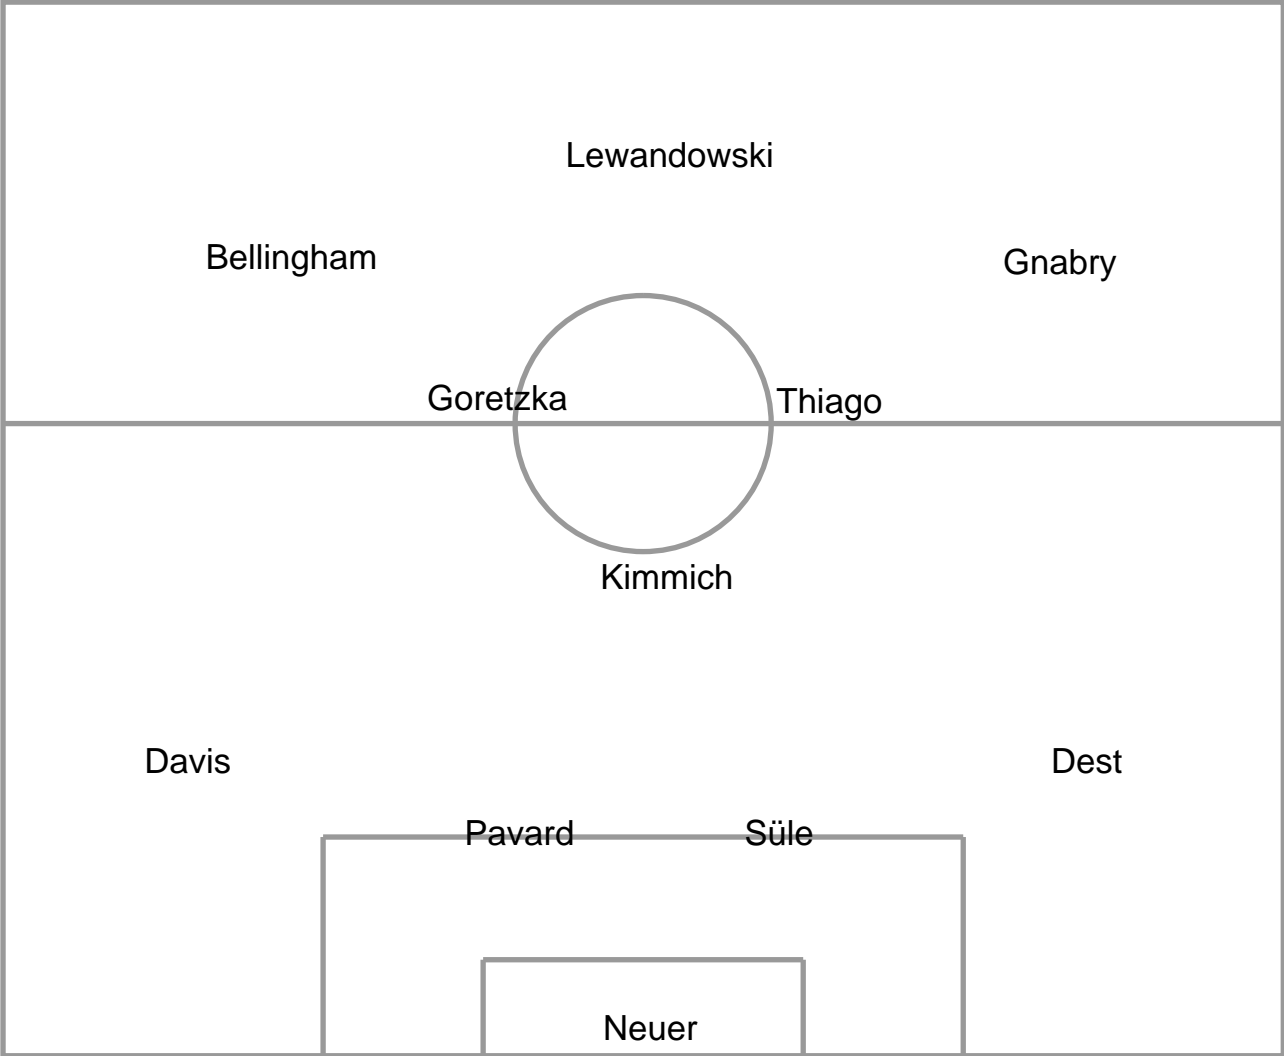 Lewandowski
Bellingham
Gnabry
Goretzka
Thiago
Kimmich
Davis
Dest
Pavard
Süle
Neuer